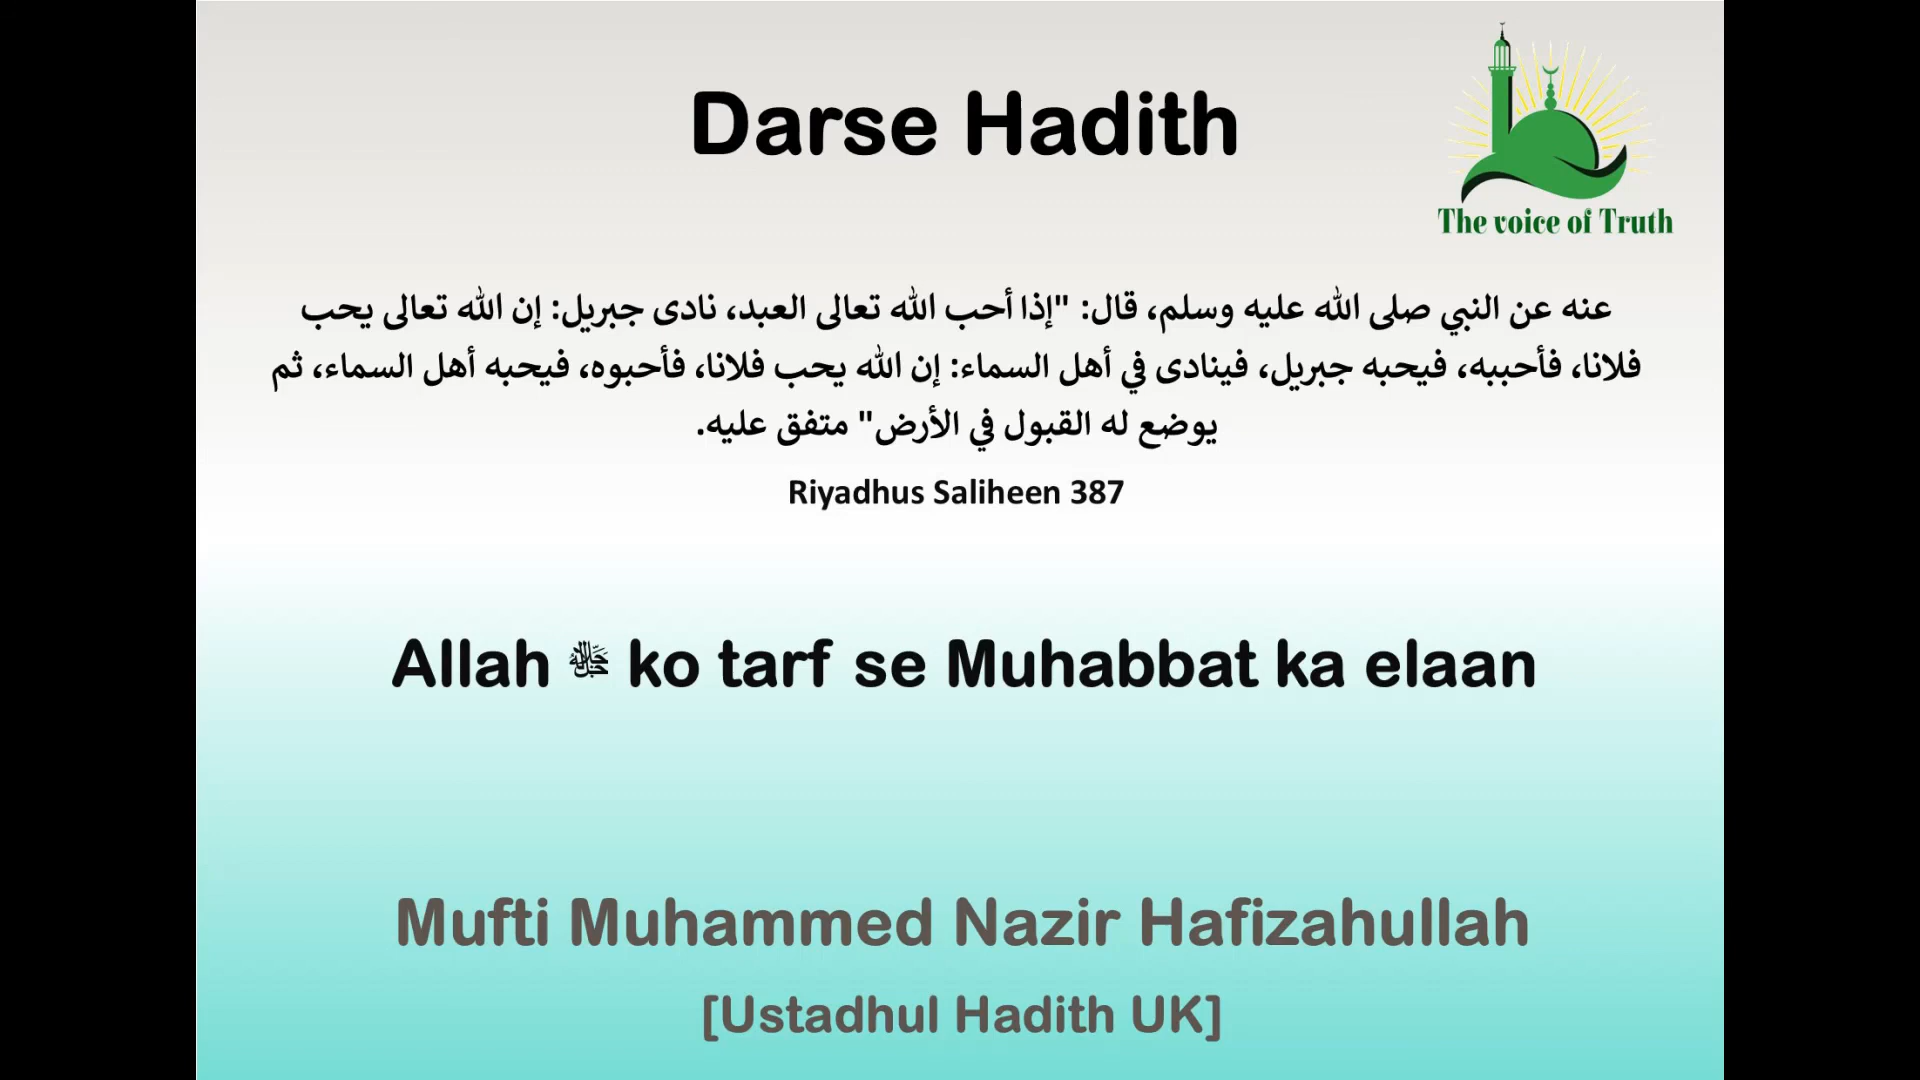 Darse Hadith
The voice of Truth
عنه عن النبي صلى الله عليه وسلم، قال: "إذا أحب الله تعالى العبد، نادى جبريل: إن الله تعالى يحب
فلانا، فأحببه، فيحبه جبريل، فينادى في أهل السماء: إن الله يحب فلانا، فأحبوه، فيحبه أهل السماء، ثم
يوضع له القبول في الأرض" متفق عليه.
Riyadhus Saliheen 387
Allah ﷻ ko tarf se Muhabbat ka elaan
Mufti Muhammed Nazir Hafizahullah
[Ustadhul Hadith UK]